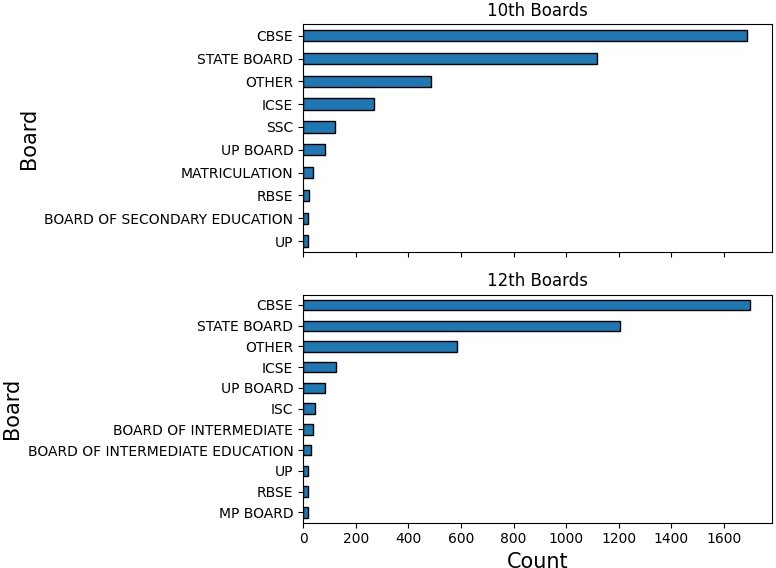 10th Boards
Board
CBSE
STATE BOARD
OTHER
ICSE
SSC
UP BOARD
MATRICULATION
RBSE
BOARD OF SECONDARY EDUCATION
UP
12th Boards
Board
CBSE
STATE BOARD
OTHER
ICSE
UP BOARD
ISC
BOARD OF INTERMEDIATE
BOARD OF INTERMEDIATE EDUCATION
UP
RBSE
MP BOARD
0 200 400 600 800 1000 1200 1400 1600
Count